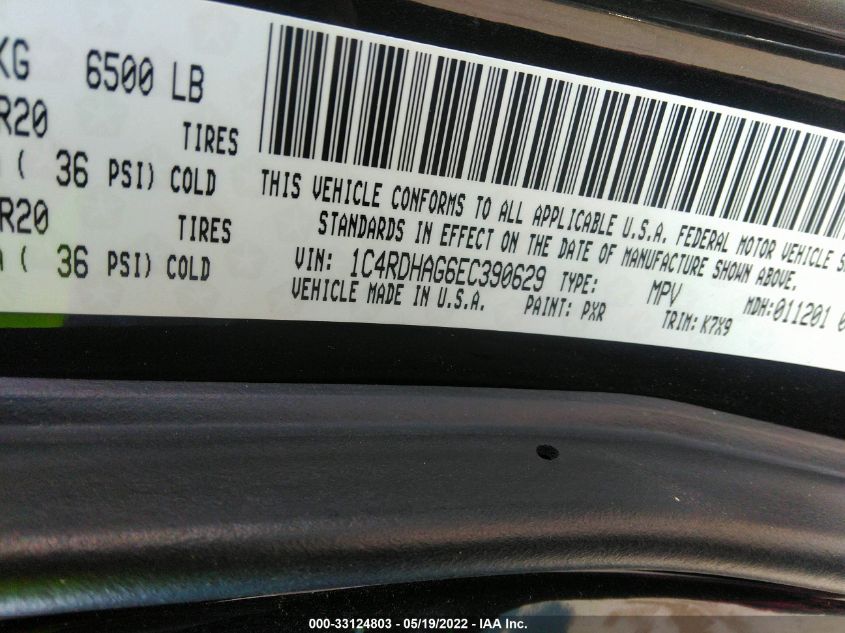 KG 6500 LB
R20 TIRES
( 36 PSI) COLD
R20 TIRES
( 36 PSI) COLD
THIS VEHICLE CONFORMS TO ALL APPLICABLE U.S.A. FEDERAL MOTOR VEHICLE S
STANDARDS IN EFFECT ON THE DATE OF MANUFACTURE SHOWN ABOVE.
VIN: 1C4RDHAG6EC390629 TYPE: MPV MDH:011201 0
VEHICLE MADE IN U.S.A. PAINT: PXR TRIM: K7X9
000-33124803 - 05/19/2022 - IAA Inc.